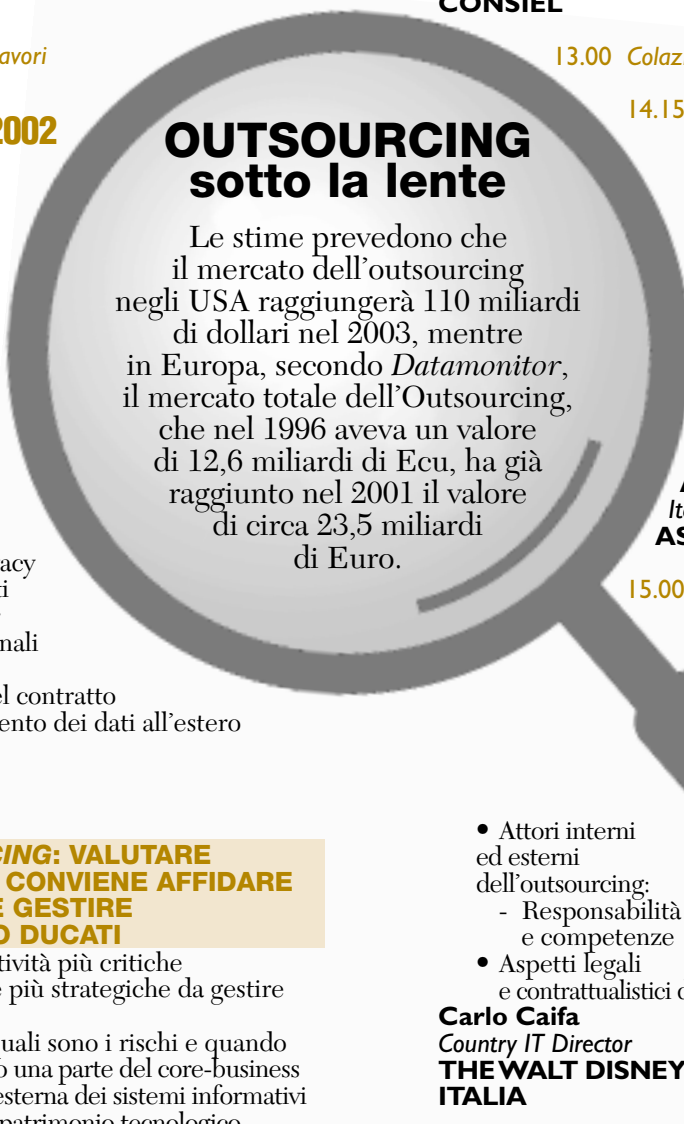 CONSIEL
avori
13.00 Colaz
2002
14.15
OUTSOURCING
sotto la lente
Le stime prevedono che
il mercato dell’outsourcing
negli USA raggiungerà 110 miliardi
di dollari nel 2003, mentre
in Europa, secondo Datamonitor,
il mercato totale dell’Outsourcing,
che nel 1996 aveva un valore
di 12,6 miliardi di Ecu, ha già
raggiunto nel 2001 il valore
di circa 23,5 miliardi
di Euro.
AS
15.00
acy
ti
nali
el contratto
ento dei dati all’estero
CING: VALUTARE
CONVIENE AFFIDARE
E GESTIRE
O DUCATI
tività più critiche
e più strategiche da gestire
uali sono i rischi e quando
o una parte del core-business
esterna dei sistemi informativi
patrimonio tecnologico
• Attori interni
ed esterni
dell’outsourcing:
- Responsabilità
e competenze
• Aspetti legali
e contrattualistici
Carlo Caifa
Country IT Director
THE WALT DISNEY
ITALIA